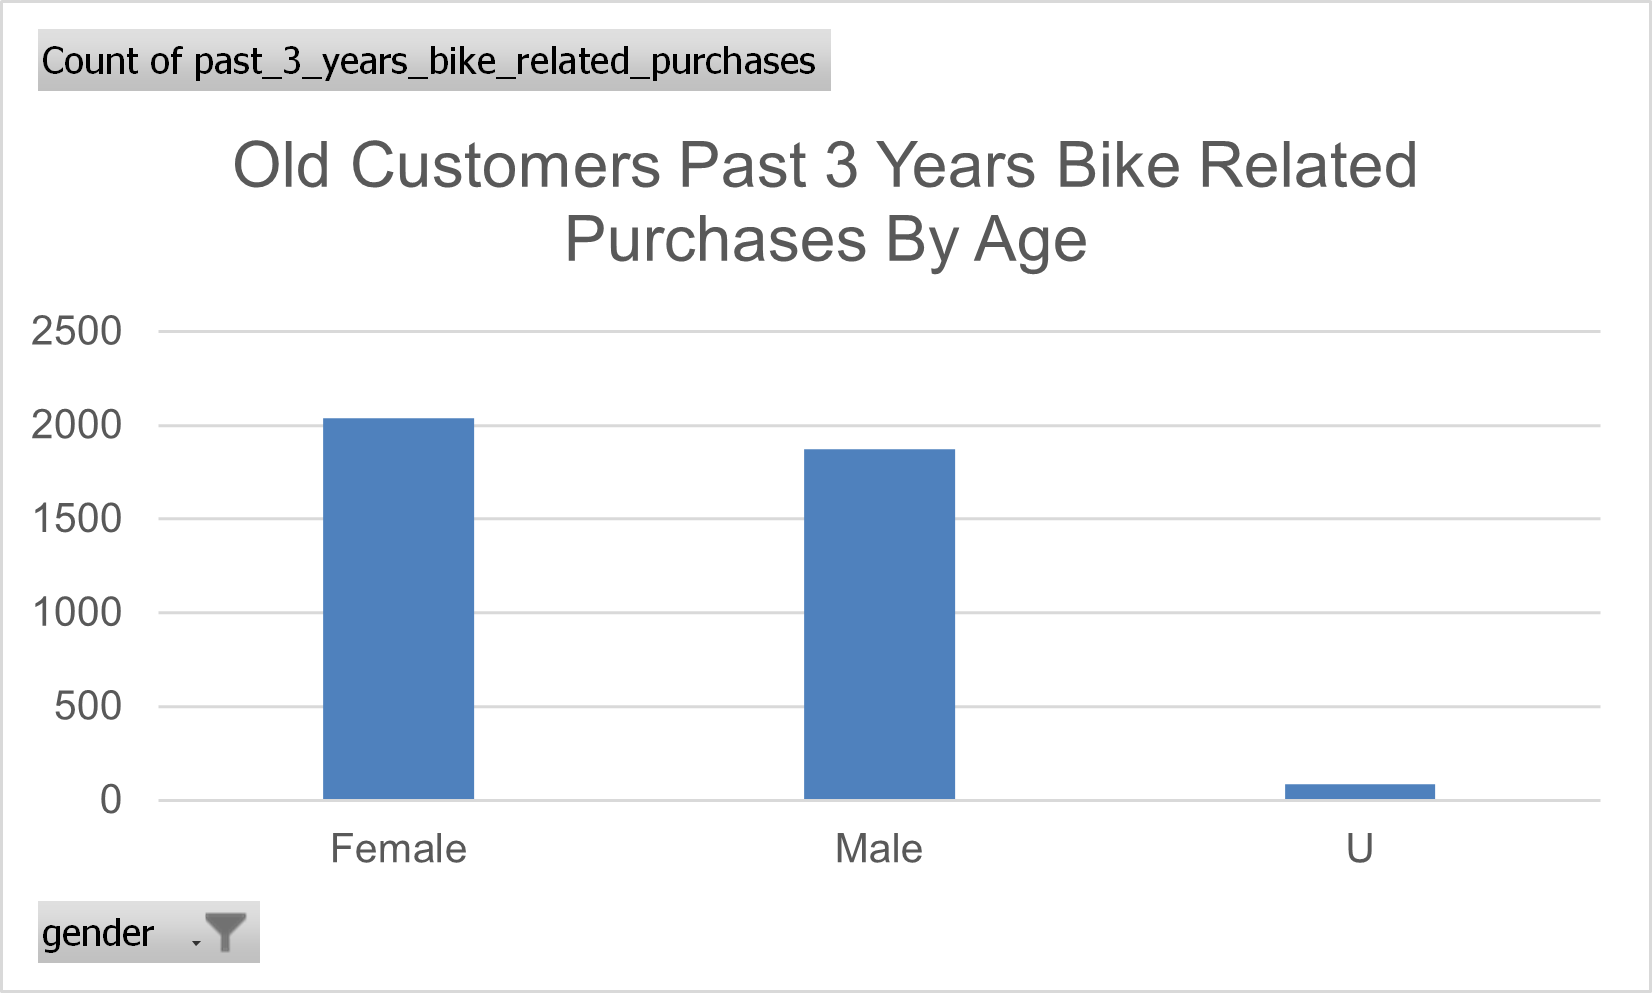 Count of past_3_years_bike_related_purchases
Old Customers Past 3 Years Bike Related
Purchases By Age
2500
2000
1500
1000
500
0
Female Male U
gender